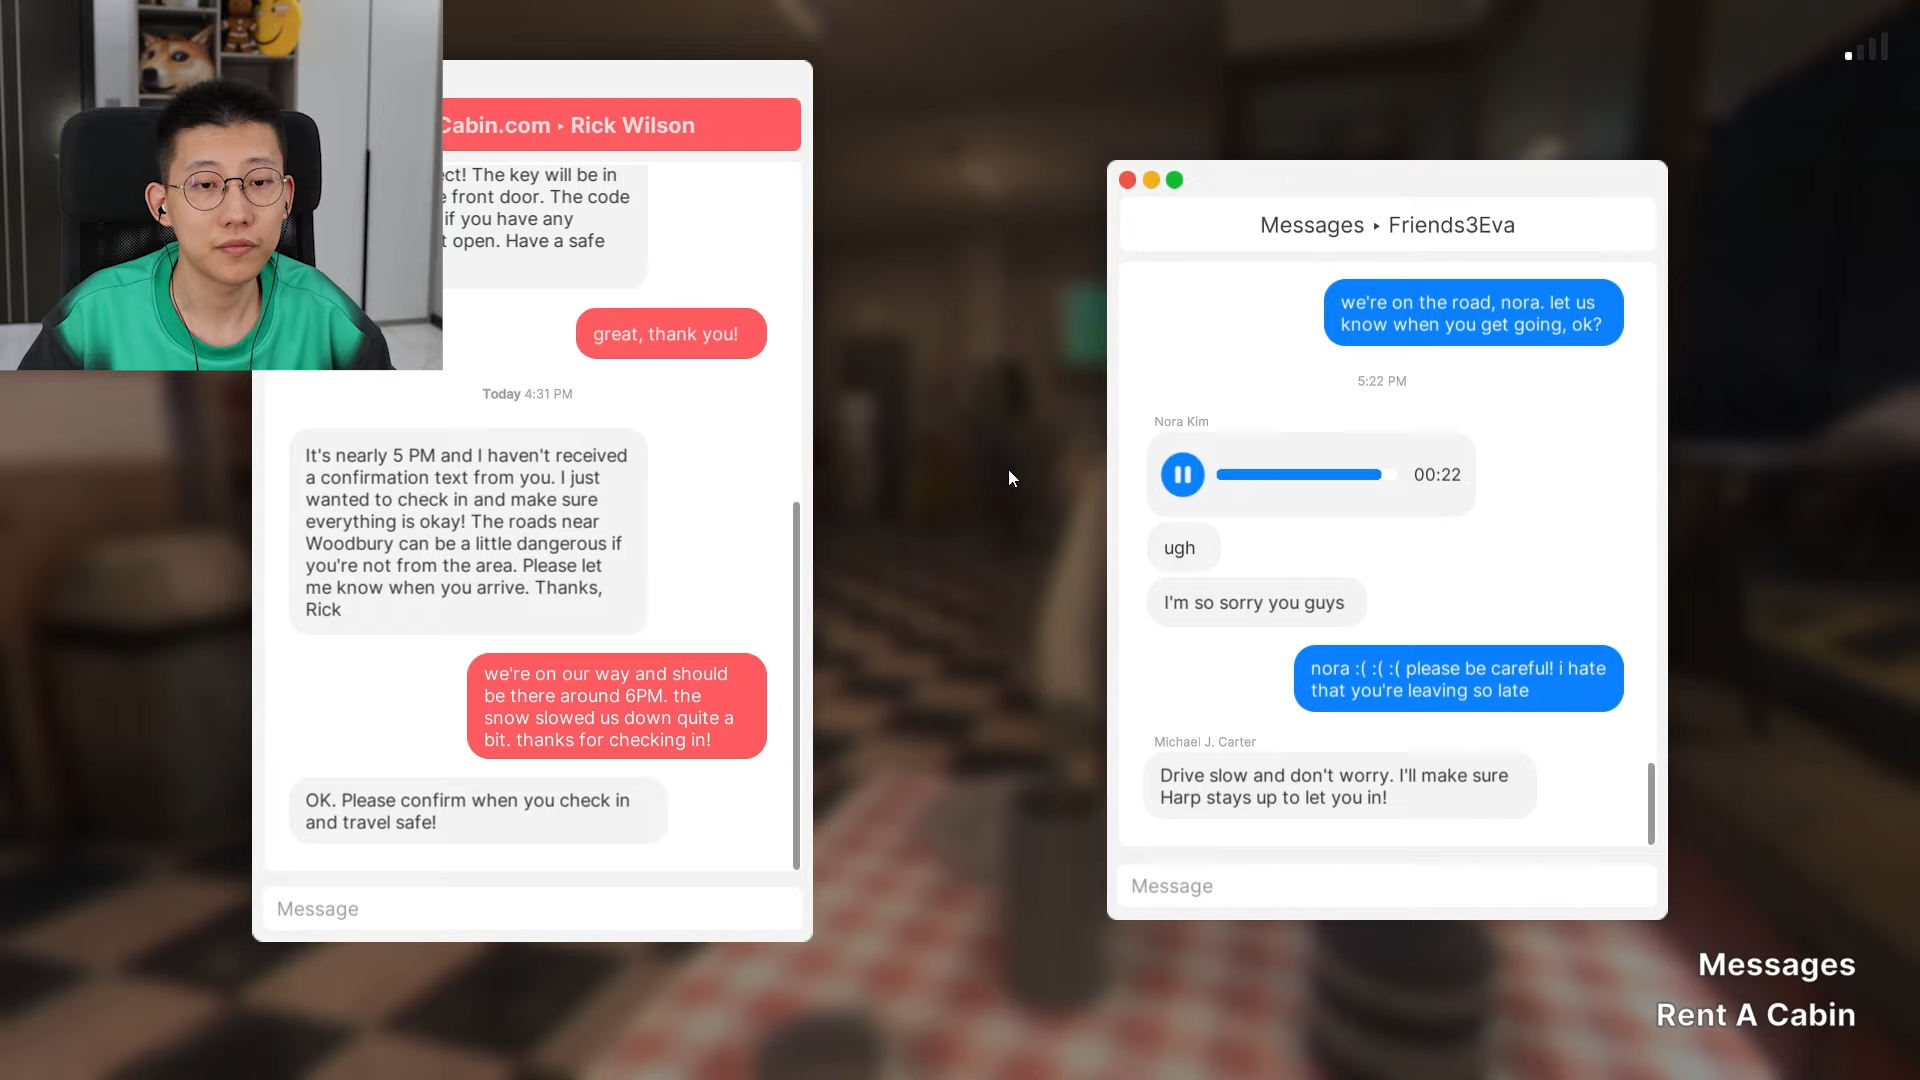 Cabin.com ▸ Rick Wilson
ect! The key will be in
e front door. The code
if you have any
t open. Have a safe
great, thank you!
Today 4:31 PM
It's nearly 5 PM and I haven't received
a confirmation text from you. I just
wanted to check in and make sure
everything is okay! The roads near
Woodbury can be a little dangerous if
you're not from the area. Please let
me know when you arrive. Thanks,
Rick
we're on our way and should
be there around 6PM. the
snow slowed us down quite a
bit. thanks for checking in!
OK. Please confirm when you check in
and travel safe!
Message
Messages ▸ Friends3Eva
we're on the road, nora. let us
know when you get going, ok?
5:22 PM
Nora Kim
00:22
ugh
I'm so sorry you guys
nora :( :( :( please be careful! i hate
that you're leaving so late
Michael J. Carter
Drive slow and don't worry. I'll make sure
Harp stays up to let you in!
Message
Messages
Rent A Cabin